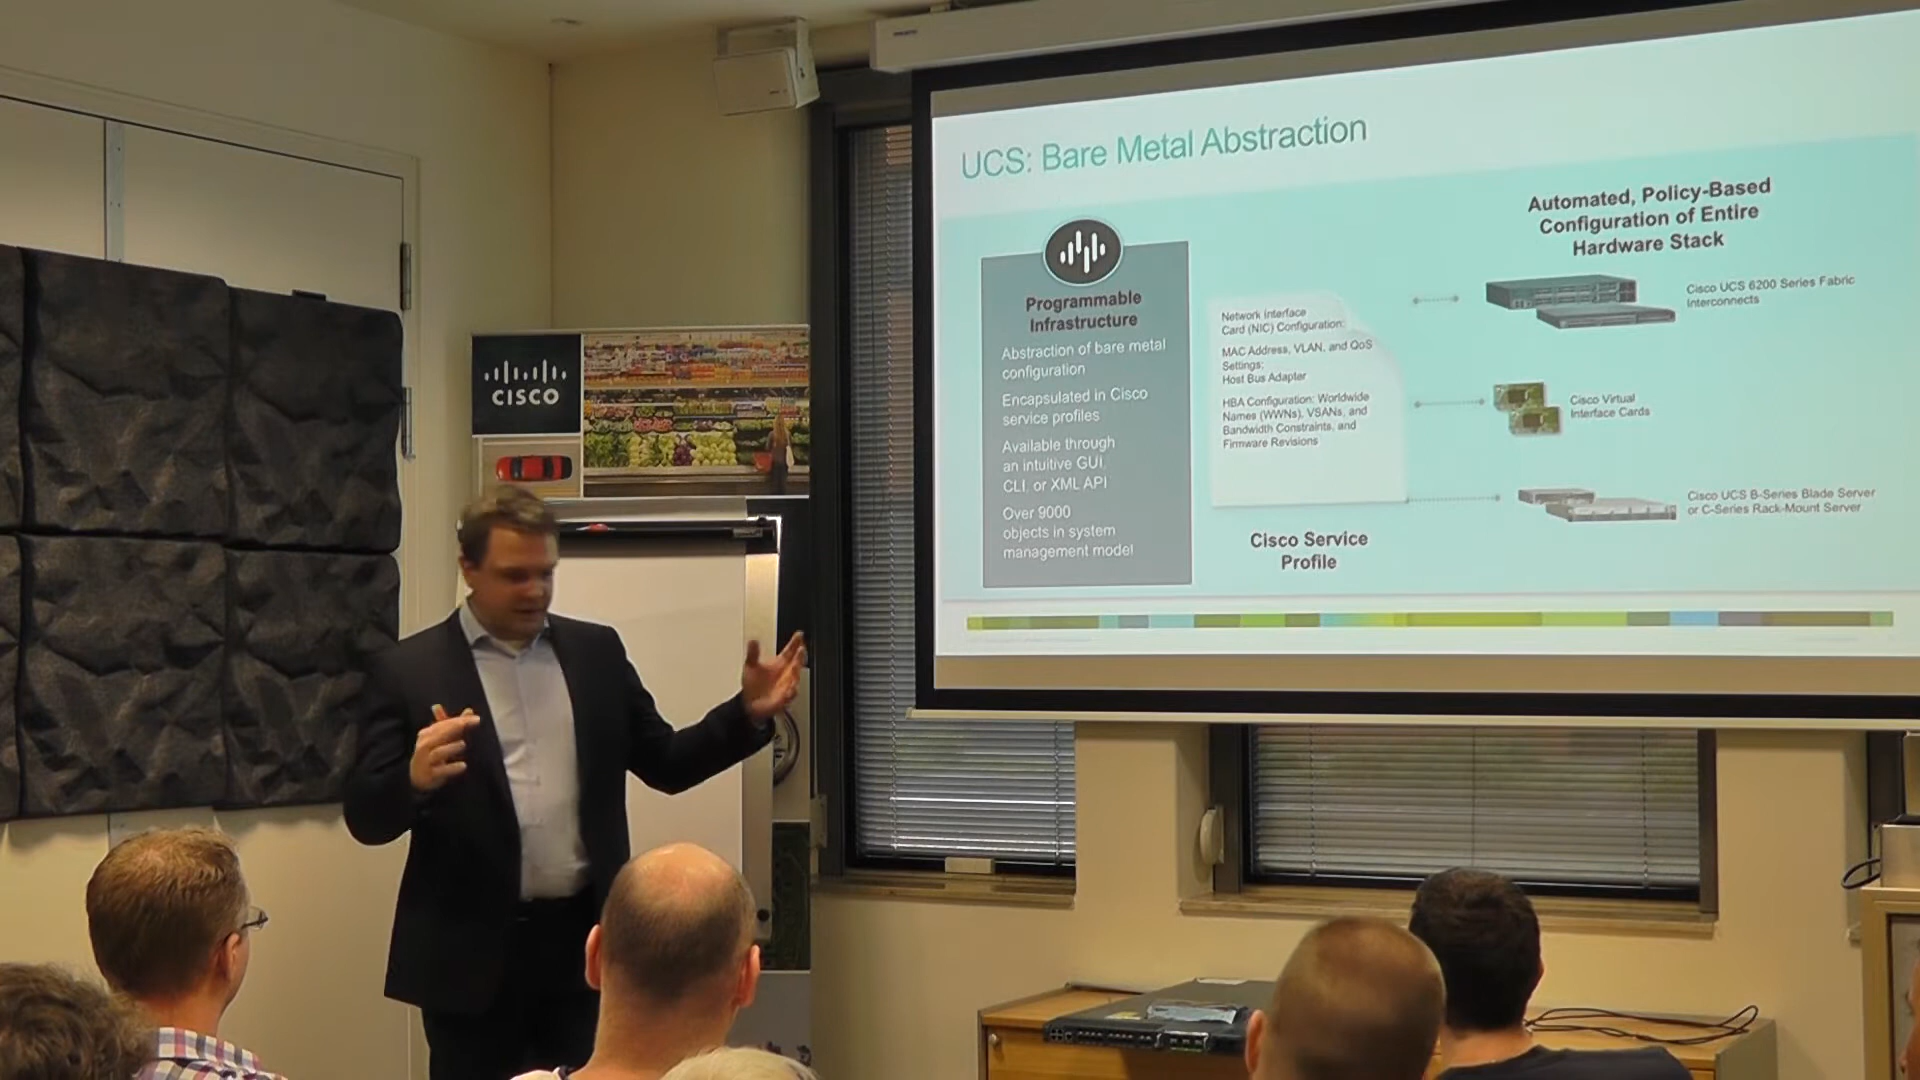 UCS: Bare Metal Abstraction
Programmable
Infrastructure
Abstraction of bare metal
configuration
Encapsulated in Cisco
service profiles
Available through
an intuitive GUI,
CLI, or XML API
Over 9000
objects in system
management model
Network Interface
Card (NIC) Configuration:
MAC Address, VLAN, and QoS
Settings;
Host Bus Adapter
HBA Configuration: Worldwide
Names (WWNs), VSANs, and
Bandwidth Constraints, and
Firmware Revisions
Cisco Service
Profile
Automated, Policy-Based
Configuration of Entire
Hardware Stack
Cisco UCS 6200 Series Fabric
Interconnects
Cisco Virtual
Interface Cards
Cisco UCS B-Series Blade Server
or C-Series Rack-Mount Server
CISCO